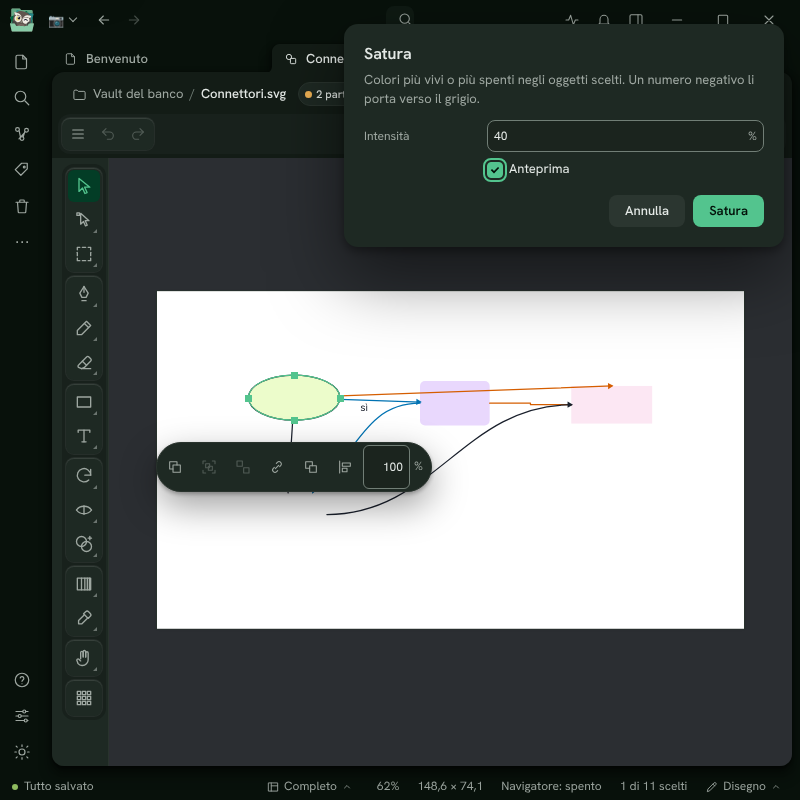 Benvenuto
Conne
Vault del banco / Connettori.svg
2 part
Satura
Colori più vivi o più spenti negli oggetti scelti. Un numero negativo li
porta verso il grigio.
Intensità
40
%
Anteprima
Annulla
Satura
sì
100
%
Tutto salvato
Completo
62%
148,6 × 74,1
Navigatore: spento
1 di 11 scelti
Disegno